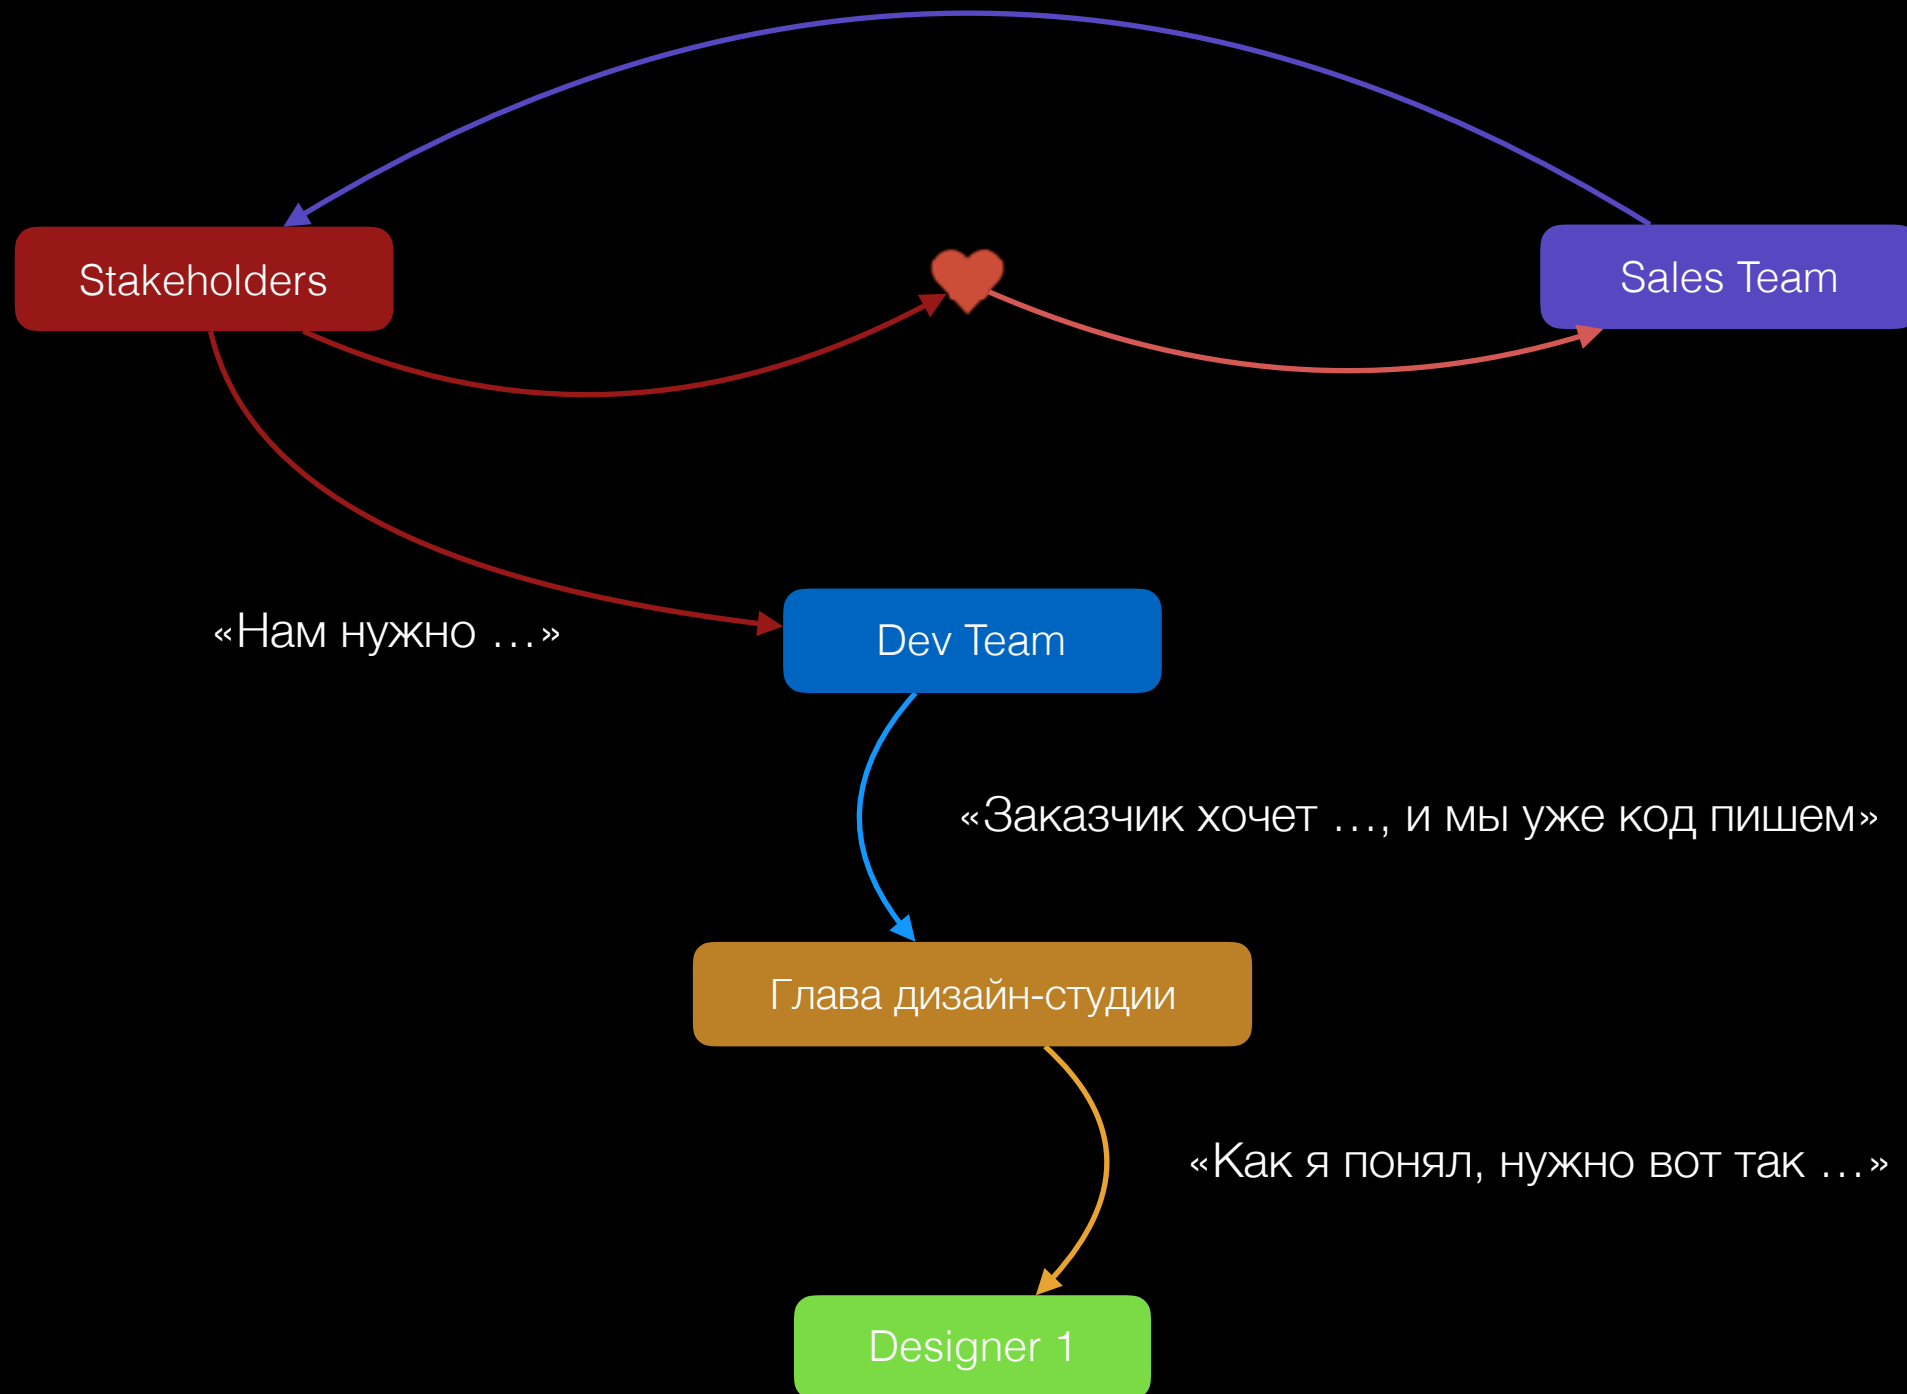 Stakeholders
Sales Team
«Нам нужно …»
Dev Team
«Заказчик хочет …, и мы уже код пишем»
Глава дизайн-студии
«Как я понял, нужно вот так …»
Designer 1